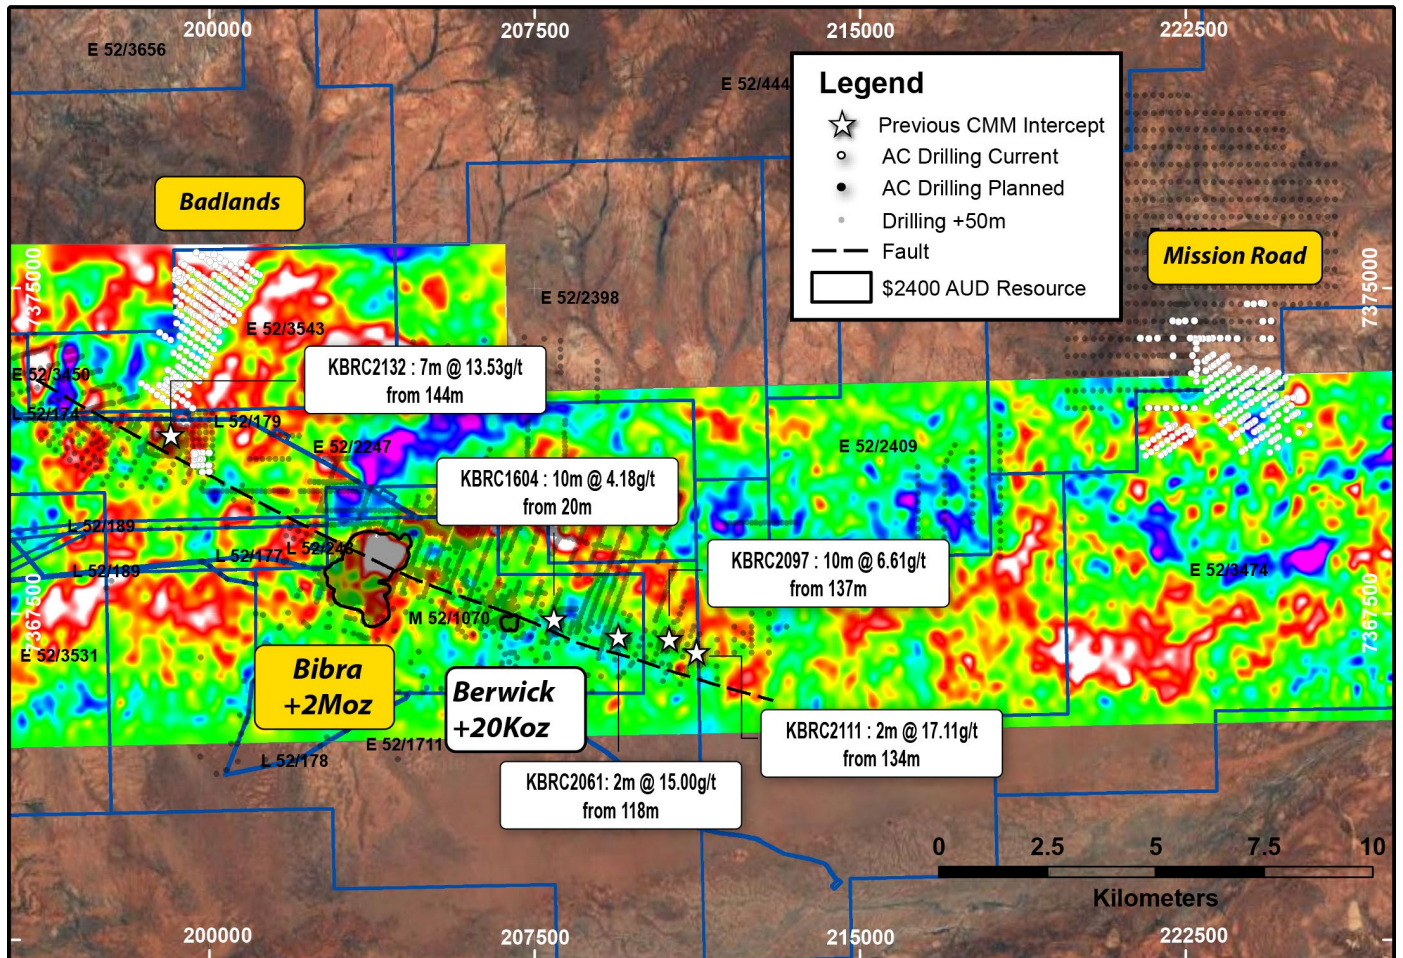 200000
207500
215000
222500
E 52/3656
E 52/444
Legend
Previous CMM Intercept
AC Drilling Current
AC Drilling Planned
Drilling +50m
Fault
$2400 AUD Resource
Badlands
Mission Road
7375000
7375000
E 52/2398
E 52/3543
E 52/3450
KBRC2132 : 7m @ 13.53g/t
from 144m
L 52/174
L 52/179
E 52/2247
E 52/2409
KBRC1604 : 10m @ 4.18g/t
from 20m
L 52/189
L 52/177
L 52/189
KBRC2097 : 10m @ 6.61g/t
from 137m
E 52/3474
7367500
7367500
M 52/1070
E 52/3531
Bibra
+2Moz
Berwick
+20Koz
KBRC2111 : 2m @ 17.11g/t
from 134m
E 52/1711
L 52/178
KBRC2061: 2m @ 15.00g/t
from 118m
0
2.5
5
7.5
10
Kilometers
200000
207500
215000
222500